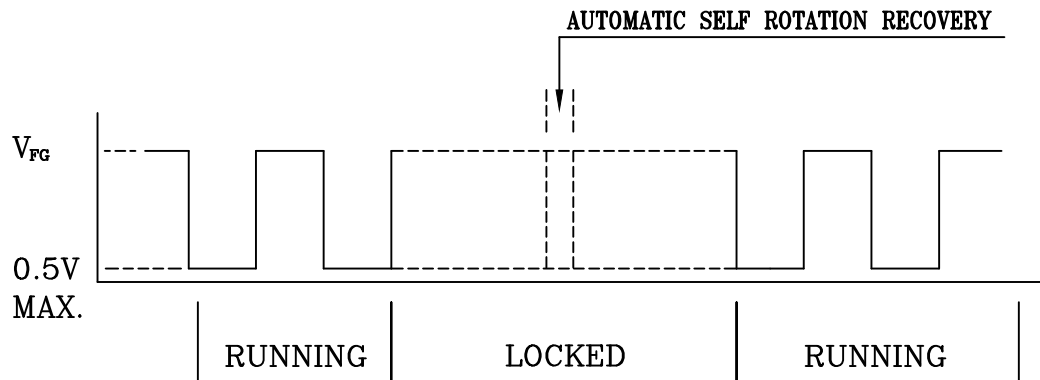 AUTOMATIC SELF ROTATION RECOVERY
VFG
0.5V
MAX.
RUNNING
LOCKED
RUNNING